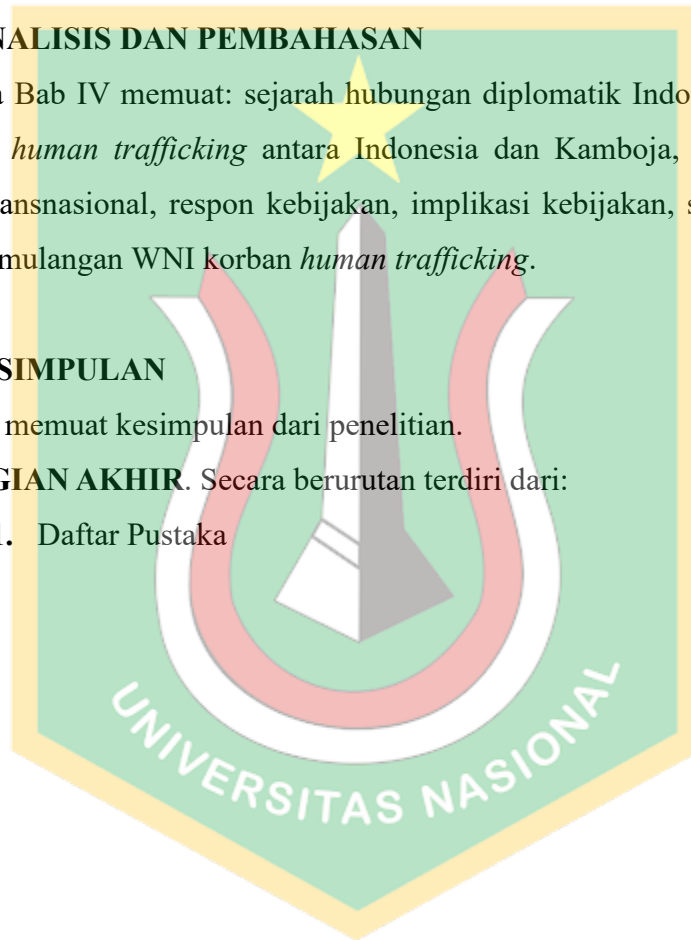 NALISIS DAN PEMBAHASAN
Bab IV memuat: sejarah hubungan diplomatik Indo
human trafficking antara Indonesia dan Kamboja,
ansnasional, respon kebijakan, implikasi kebijakan, s
mulangan WNI korban human trafficking.
SIMPULAN
memuat kesimpulan dari penelitian.
GIAN AKHIR. Secara berurutan terdiri dari:
1. Daftar Pustaka
UNIVERSITAS NASIONAL